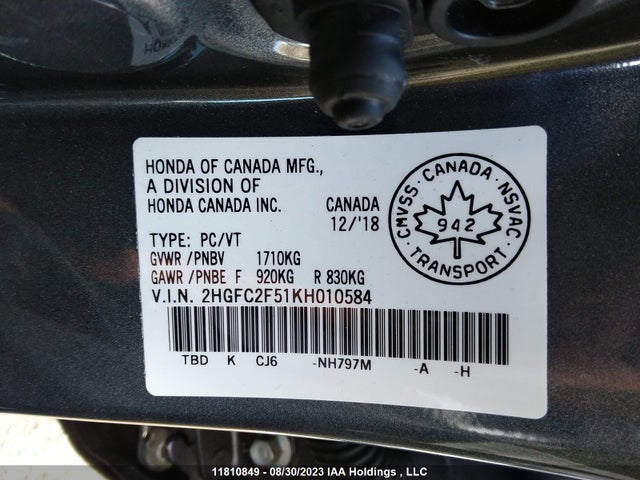 HONDA OF CANADA MFG.,
A DIVISION OF
HONDA CANADA INC. CANADA
12/'18
TYPE: PC/VT
GVWR /PNBV 1710KG
GAWR /PNBE F 920KG R 830KG
V.I.N. 2HGFC2F51KH010584
TBD K CJ6 -NH797M -A -H
CMVSS · CANADA · NSVAC
942
TRANSPORT
11810849 - 08/30/2023 IAA Holdings , LLC